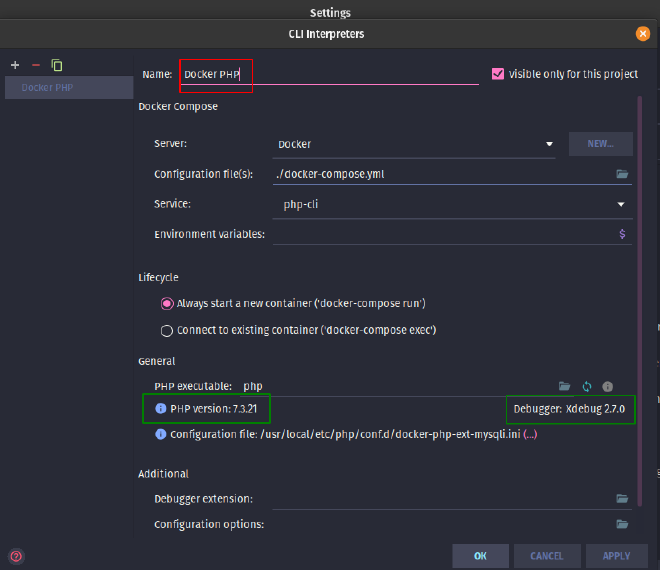 Settings
CLI Interpreters
Docker PHP
Name: Docker PHP
Visible only for this project
Docker Compose
Server: Docker NEW...
Configuration file(s): ./docker-compose.yml
Service: php-cli
Environment variables: $
Lifecycle
Always start a new container ('docker-compose run')
Connect to existing container ('docker-compose exec')
General
PHP executable: php
PHP version: 7.3.21 Debugger: Xdebug 2.7.0
Configuration file: /usr/local/etc/php/conf.d/docker-php-ext-mysqli.ini (...)
Additional
Debugger extension:
Configuration options:
? OK CANCEL APPLY